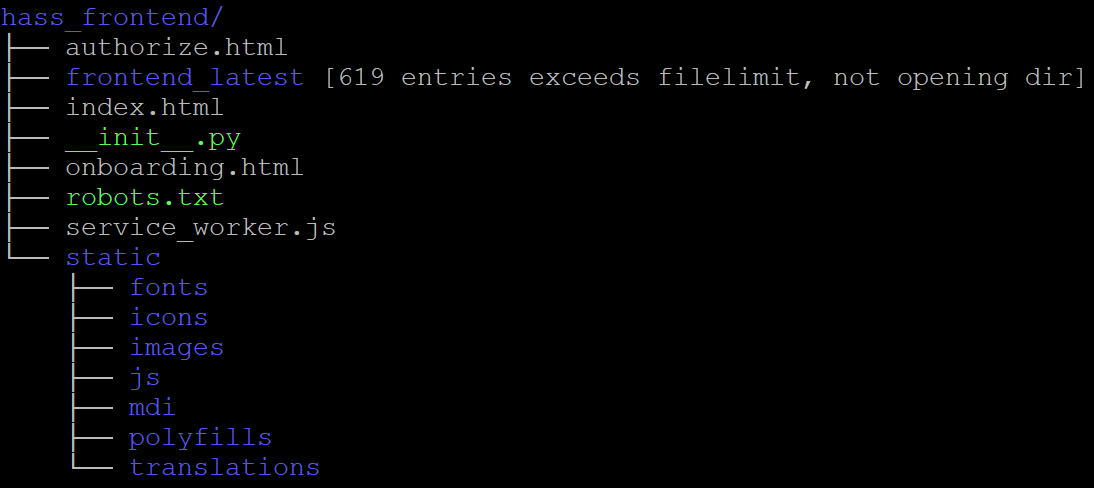 hass_frontend/
├── authorize.html
├── frontend_latest [619 entries exceeds filelimit, not opening dir]
├── index.html
├── __init__.py
├── onboarding.html
├── robots.txt
├── service_worker.js
└── static
    ├── fonts
    ├── icons
    ├── images
    ├── js
    ├── mdi
    ├── polyfills
    └── translations